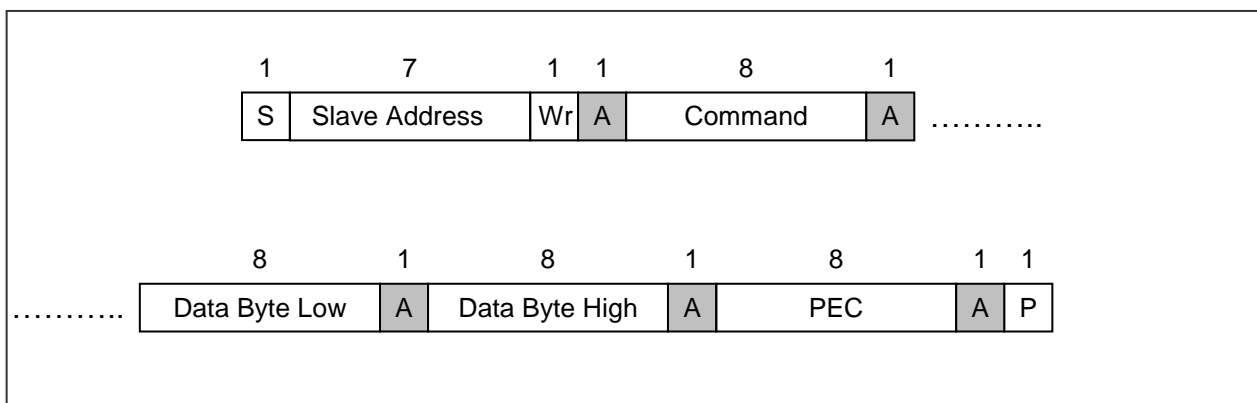 1 7 1 1 8 1
S Slave Address Wr A Command A ...........
8 1 8 1 8 1 1
........... Data Byte Low A Data Byte High A PEC A P